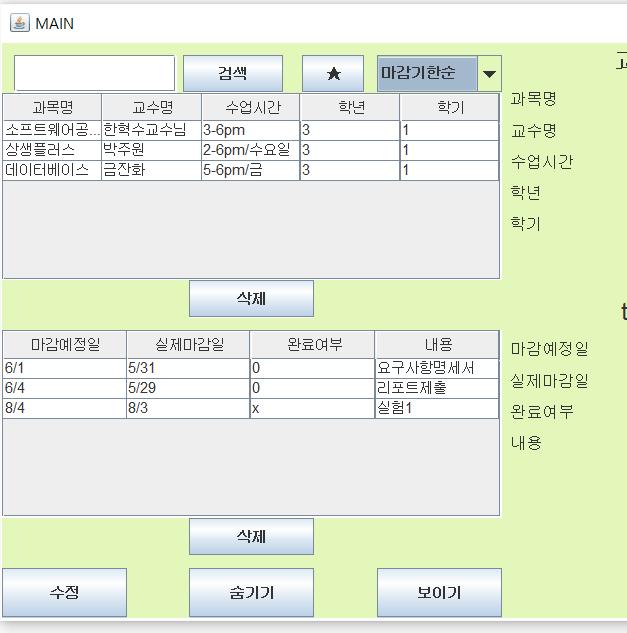 MAIN
검색 ★ 마감기한순
과목명 교수명 수업시간 학년 학기
소프트웨어공... 한혁수교수님 3-6pm 3 1
상생플러스 박주원 2-6pm/수요일 3 1
데이터베이스 금잔화 5-6pm/금 3 1
삭제
과목명
교수명
수업시간
학년
학기
마감예정일 실제마감일 완료여부 내용
6/1 5/31 0 요구사항명세서
6/4 5/29 0 리포트제출
8/4 8/3 x 실험1
삭제
마감예정일
실제마감일
완료여부
내용
수정 숨기기 보이기